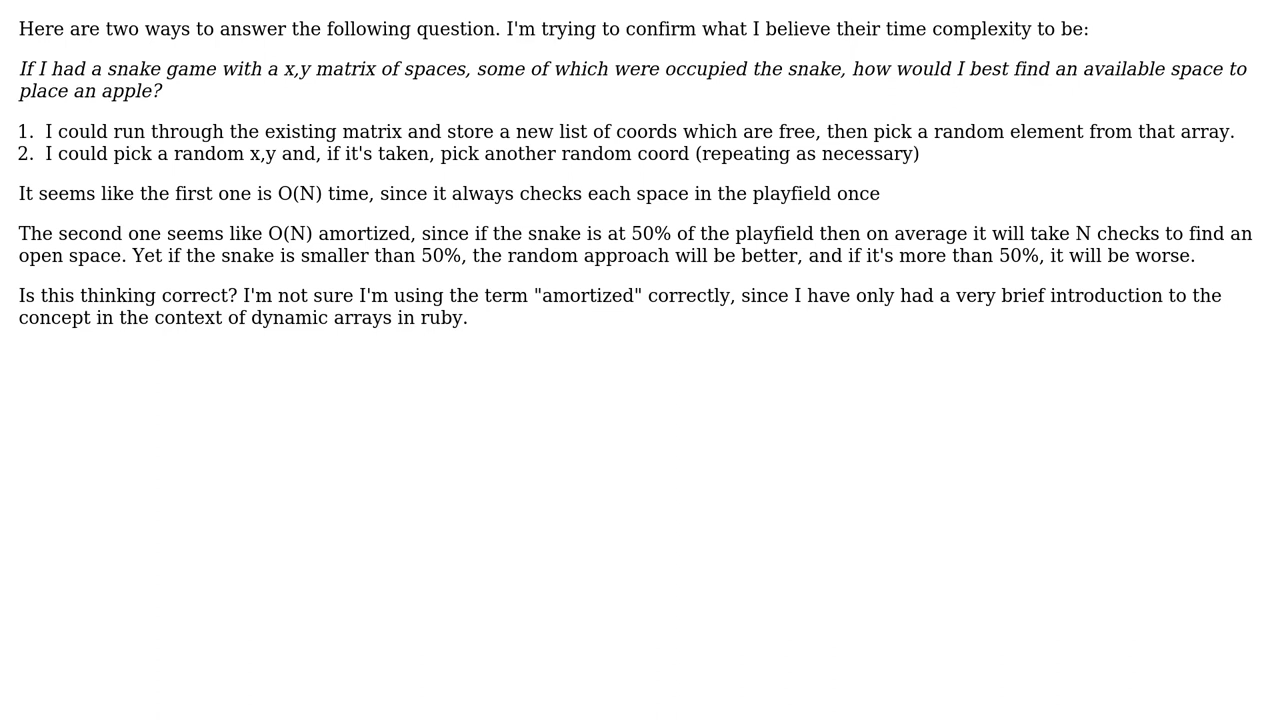 Here are two ways to answer the following question. I'm trying to confirm what I believe their time complexity to be:
If I had a snake game with a x,y matrix of spaces, some of which were occupied the snake, how would I best find an available space to
place an apple?
1. I could run through the existing matrix and store a new list of coords which are free, then pick a random element from that array.
2. I could pick a random x,y and, if it's taken, pick another random coord (repeating as necessary)
It seems like the first one is O(N) time, since it always checks each space in the playfield once
The second one seems like O(N) amortized, since if the snake is at 50% of the playfield then on average it will take N checks to find an
open space. Yet if the snake is smaller than 50%, the random approach will be better, and if it's more than 50%, it will be worse.
Is this thinking correct? I'm not sure I'm using the term "amortized" correctly, since I have only had a very brief introduction to the
concept in the context of dynamic arrays in ruby.